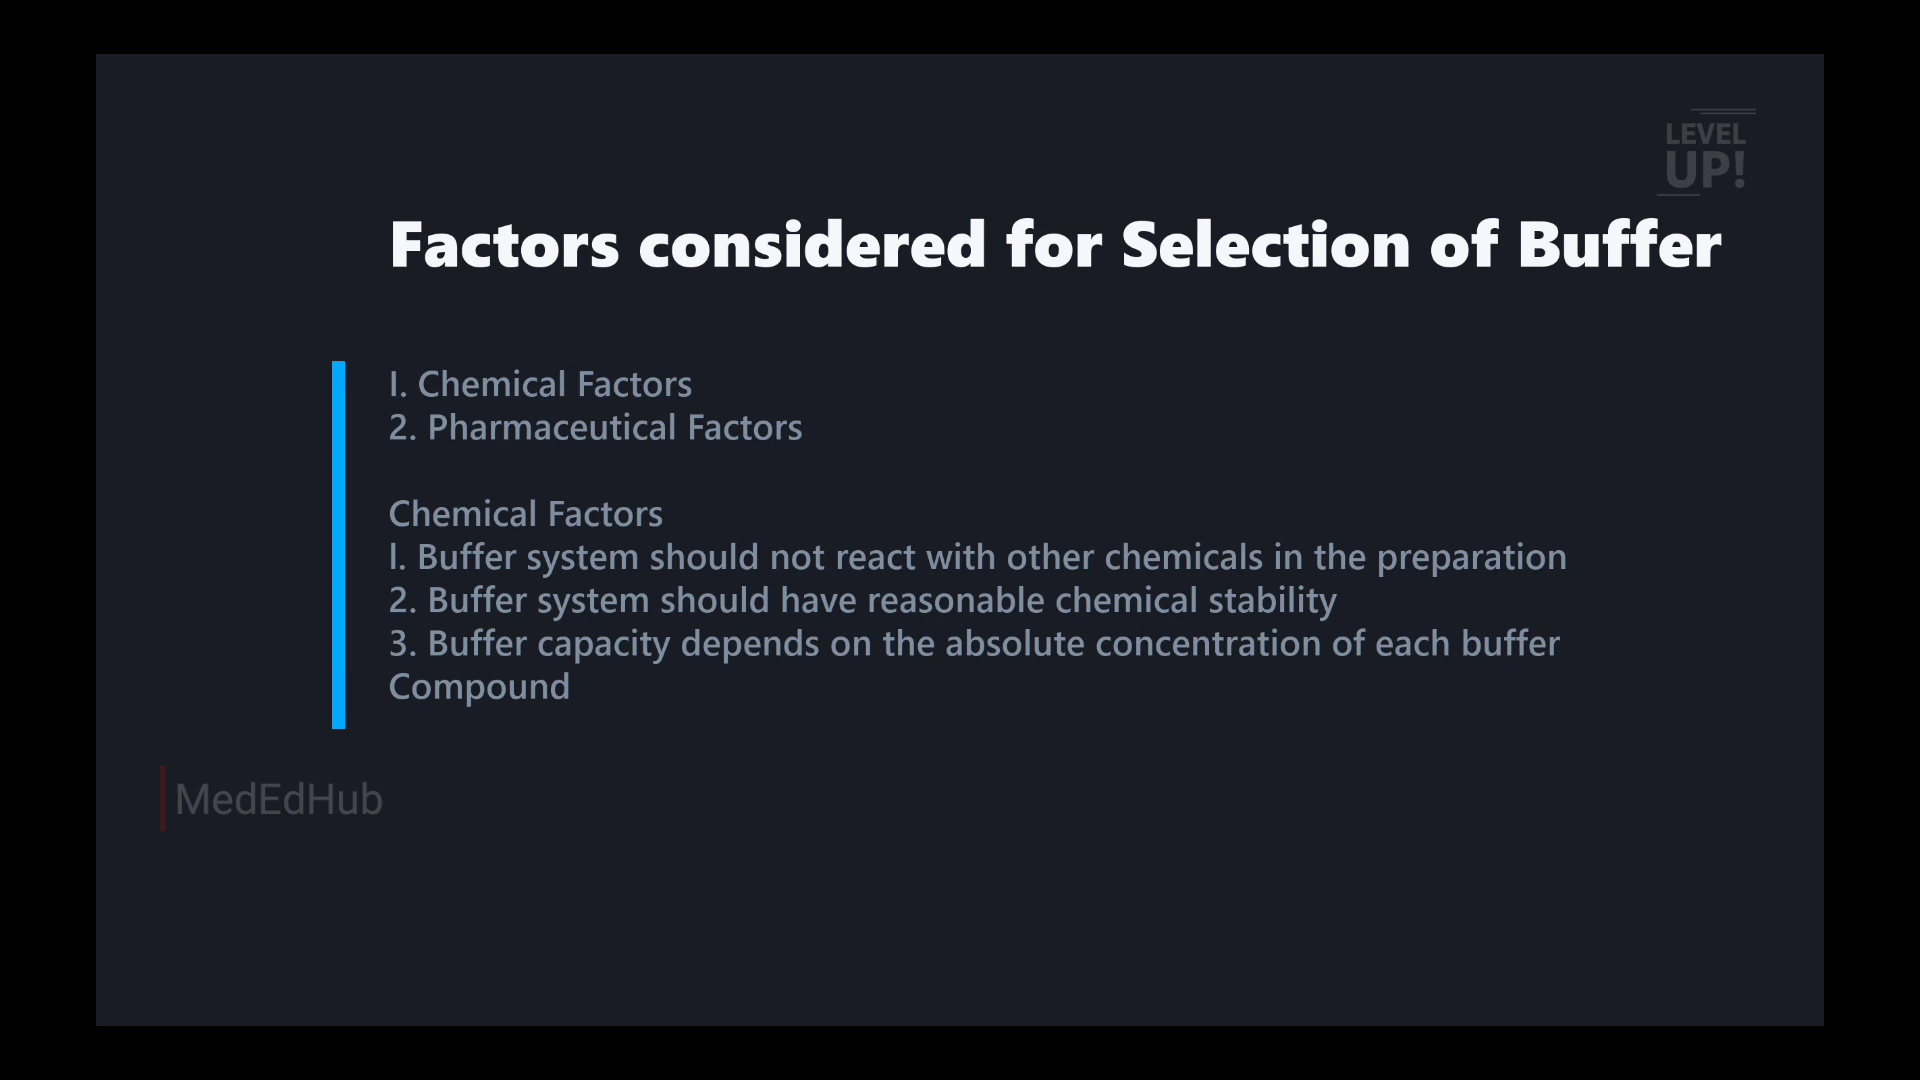 LEVEL
UP!
Factors considered for Selection of Buffer
I. Chemical Factors
2. Pharmaceutical Factors
Chemical Factors
l. Buffer system should not react with other chemicals in the preparation
2. Buffer system should have reasonable chemical stability
3. Buffer capacity depends on the absolute concentration of each buffer
Compound
MedEdHub